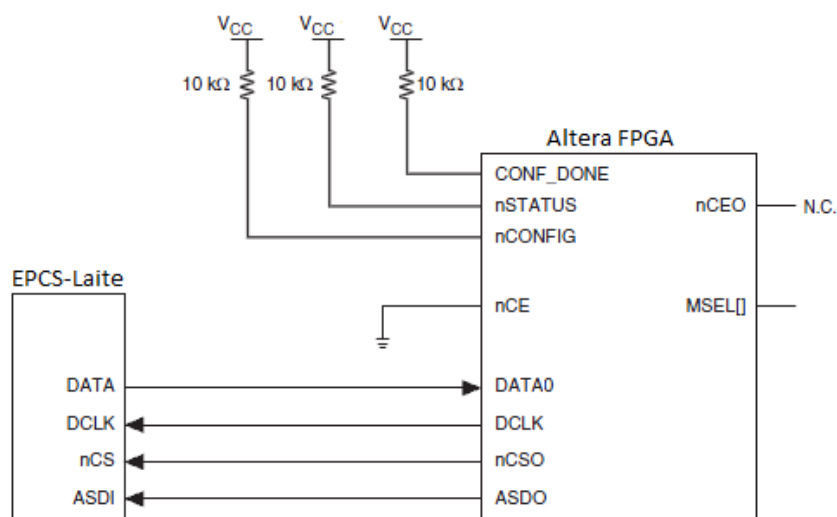 VCC VCC VCC
10 kΩ 10 kΩ 10 kΩ
Altera FPGA
CONF_DONE
nSTATUS nCEO N.C.
nCONFIG
EPCS-Laite
nCE MSEL[]
DATA DATA0
DCLK DCLK
nCS nCSO
ASDI ASDO